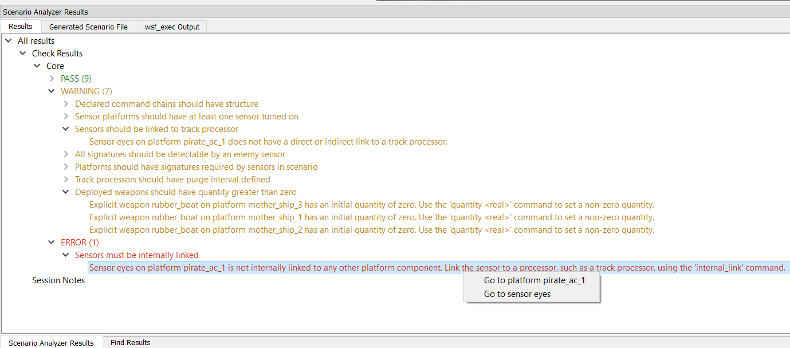 Scenario Analyzer Results
Results Generated Scenario File wsf_exec Output
All results
Check Results
Core
PASS (9)
WARNING (7)
Declared command chains should have structure
Sensor platforms should have at least one sensor turned on
Sensors should be linked to track processor
Sensor eyes on platform pirate_ac_1 does not have a direct or indirect link to a track processor.
All signatures should be detectable by an enemy sensor
Platforms should have signatures required by sensors in scenario
Track processors should have purge interval defined
Deployed weapons should have quantity greater than zero
Explicit weapon rubber_boat on platform mother_ship_3 has an initial quantity of zero. Use the 'quantity <real>' command to set a non-zero quantity.
Explicit weapon rubber_boat on platform mother_ship_1 has an initial quantity of zero. Use the 'quantity <real>' command to set a non-zero quantity.
Explicit weapon rubber_boat on platform mother_ship_2 has an initial quantity of zero. Use the 'quantity <real>' command to set a non-zero quantity.
ERROR (1)
Sensors must be internally linked
Sensor eyes on platform pirate_ac_1 is not internally linked to any other platform component. Link the sensor to a processor, such as a track processor, using the 'internal_link' command.
Go to platform pirate_ac_1
Session Notes
Go to sensor eyes
Scenario Analyzer Results Find Results